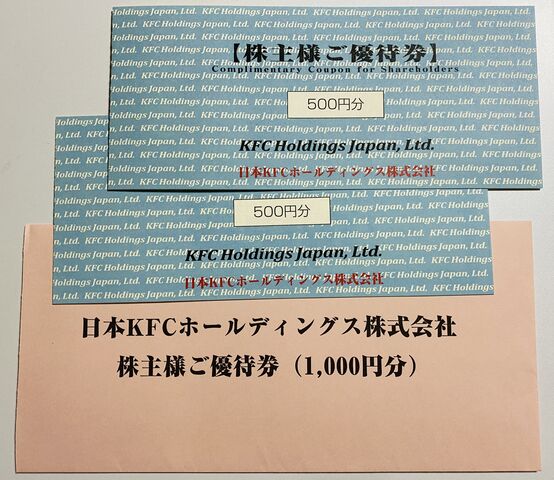 【株主様ご優待券】
Complimentary Coupon for Shareholders
500円分
KFC Holdings Japan, Ltd.
日本KFCホールディングス株式会社
500円分
KFC Holdings Japan, Ltd.
日本KFCホールディングス株式会社
日本KFCホールディングス株式会社
株主様ご優待券（1,000円分）